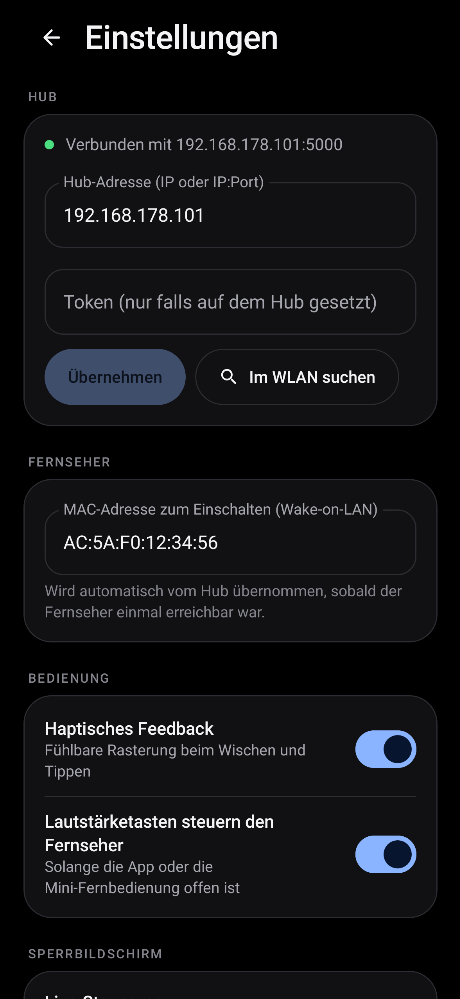 Einstellungen
HUB
Verbunden mit 192.168.178.101:5000
Hub-Adresse (IP oder IP:Port)
192.168.178.101
Token (nur falls auf dem Hub gesetzt)
Übernehmen
Im WLAN suchen
FERNSEHER
MAC-Adresse zum Einschalten (Wake-on-LAN)
AC:5A:F0:12:34:56
Wird automatisch vom Hub übernommen, sobald der
Fernseher einmal erreichbar war.
BEDIENUNG
Haptisches Feedback
Fühlbare Rasterung beim Wischen und
Tippen
Lautstärketasten steuern den
Fernseher
Solange die App oder die
Mini-Fernbedienung offen ist
SPERRBILDSCHIRM